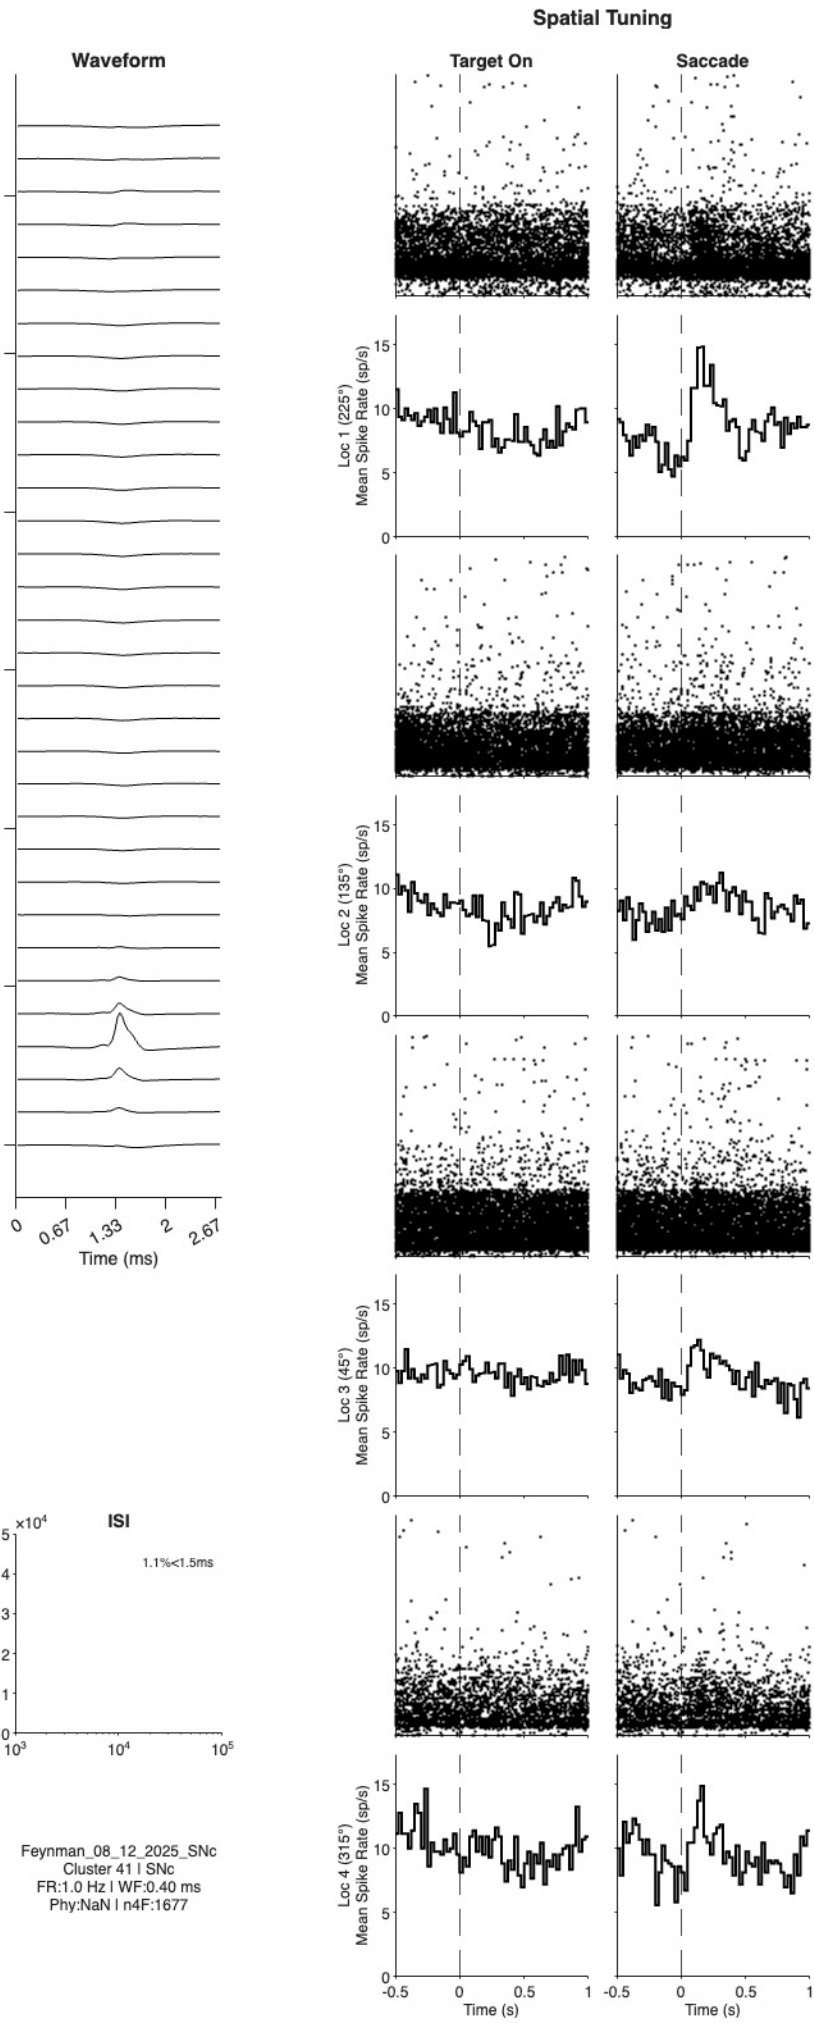 Spatial Tuning
Waveform
Target On
Saccade
15
10
5
0
Loc 1 (225°)
Mean Spike Rate (sp/s)
15
10
5
0
Loc 2 (135°)
Mean Spike Rate (sp/s)
0
0.67
1.33
2
2.67
Time (ms)
15
10
5
0
Loc 3 (45°)
Mean Spike Rate (sp/s)
ISI
×10⁴
5
4
3
2
1
0
1.1%<1.5ms
10³
10⁴
10⁵
Feynman_08_12_2025_SNc
Cluster 41 | SNc
FR:1.0 Hz | WF:0.40 ms
Phy:NaN | n4F:1677
15
10
5
0
Loc 4 (315°)
Mean Spike Rate (sp/s)
-0.5
0
0.5
1
Time (s)
-0.5
0
0.5
1
Time (s)